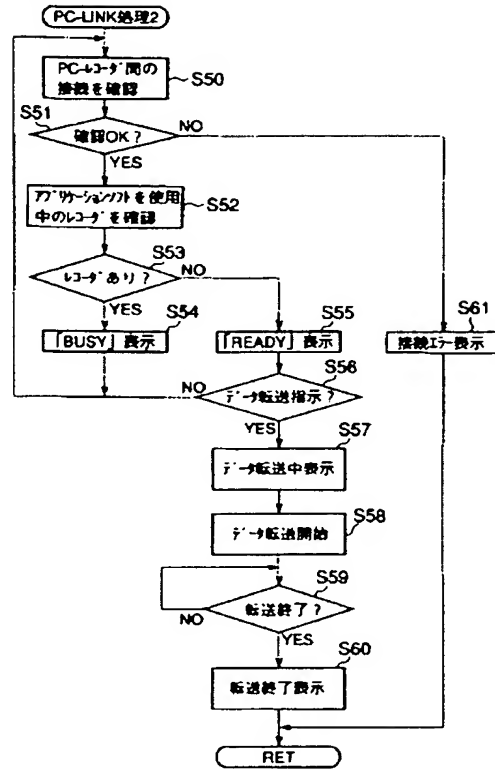 PC-LINK処理2
PC-レコーダ間の
接続を確認
S50
S51
確認OK?
NO
YES
アプリケーションソフトを使用
中のレコーダを確認
S52
S53
レコーダあり?
NO
YES
S54
「BUSY」表示
S55
「READY」表示
S61
接続エラー表示
S56
データ転送指示?
NO
YES
S57
データ転送中表示
S58
データ転送開始
S59
転送終了?
NO
YES
S60
転送終了表示
RET